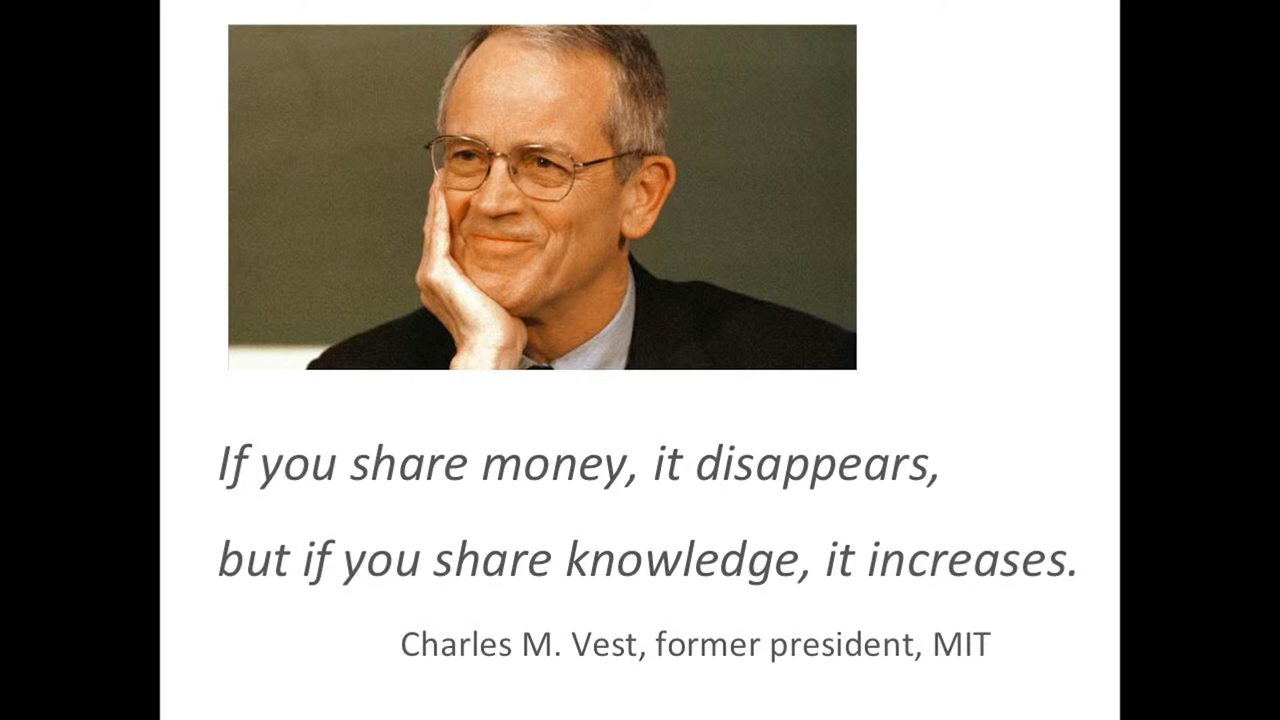 If you share money, it disappears,
but if you share knowledge, it increases.
Charles M. Vest, former president, MIT